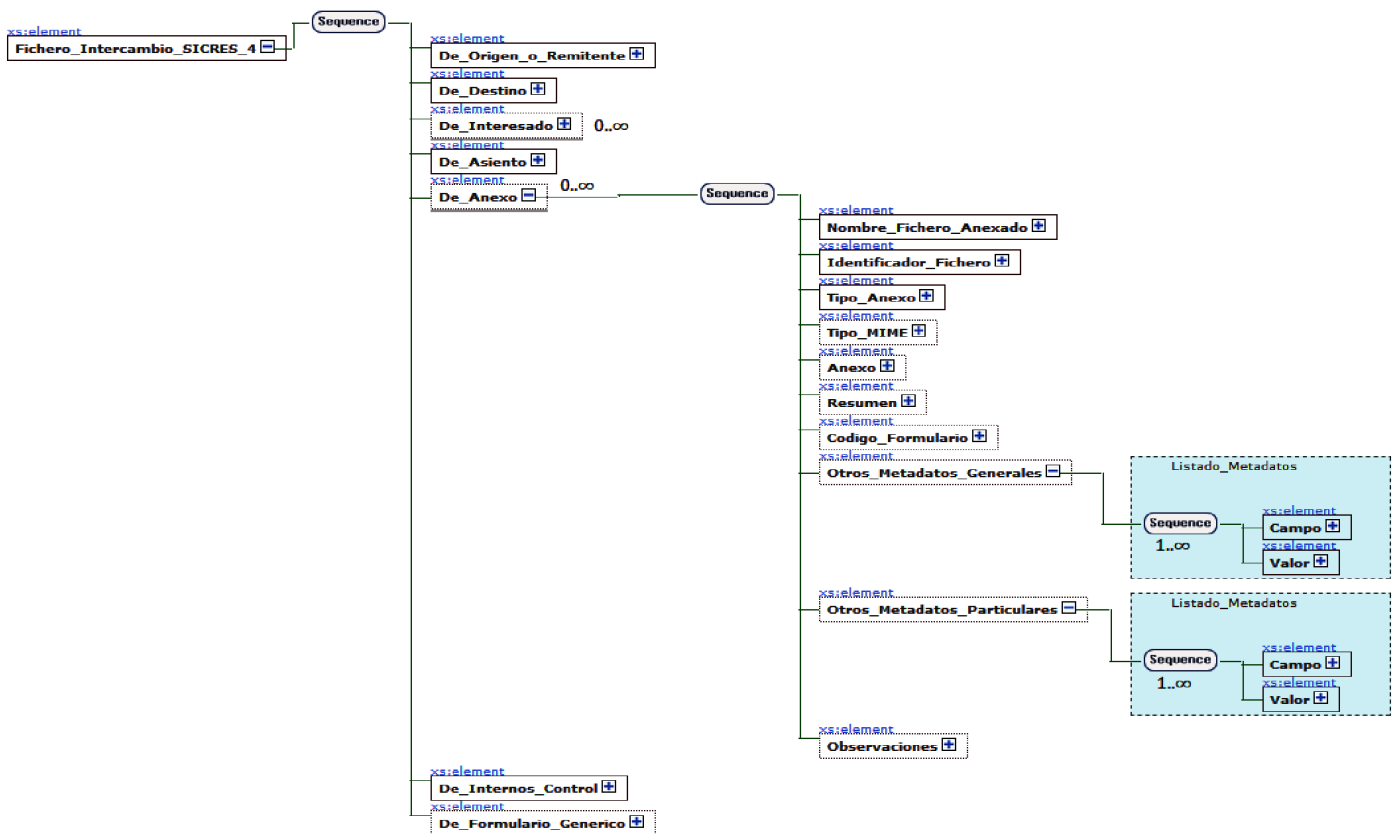 Sequence
xs:element
Fichero_Intercambio_SICRES_4
xs:element
De_Origen_o_Remitente
xs:element
De_Destino
xs:element
De_Interesado
0..∞
xs:element
De_Asiento
xs:element
De_Anexo
0..∞
Sequence
xs:element
Nombre_Fichero_Anexado
xs:element
Identificador_Fichero
xs:element
Tipo_Anexo
xs:element
Tipo_MIME
xs:element
Anexo
xs:element
Resumen
xs:element
Codigo_Formulario
xs:element
Otros_Metadatos_Generales
Listado_Metadatos
Sequence
1..∞
xs:element
Campo
xs:element
Valor
xs:element
Otros_Metadatos_Particulares
Listado_Metadatos
Sequence
1..∞
xs:element
Campo
xs:element
Valor
xs:element
Observaciones
xs:element
De_Internos_Control
xs:element
De_Formulario_Generico